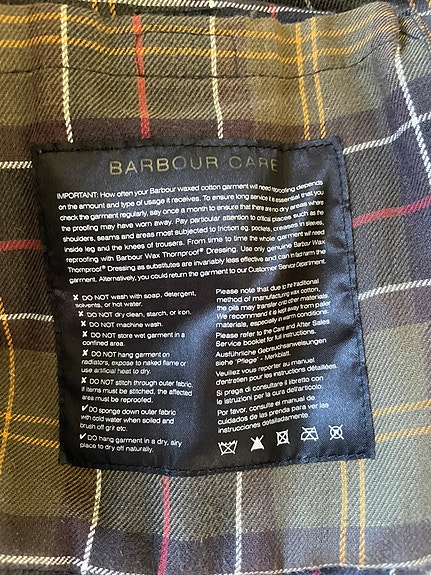 BARBOUR CARE
IMPORTANT: How often your Barbour waxed cotton garment will need reproofing depends
on the amount and type of usage it receives. To ensure long service it is essential that you
check the garment regularly, say once a month to ensure that there are no dry areas where
the proofing may have worn away. Pay particular attention to critical places such as the
shoulders, seams and areas most subjected to friction eg. pockets, creases in sleeves,
inside leg and the knees of trousers. From time to time the whole garment will need
reproofing with Barbour Wax Thornproof® Dressing. Use only genuine Barbour Wax
Thornproof® Dressing as substitutes are invariably less effective and can in fact harm the
garment. Alternatively, you could return the garment to our Customer Service Department.
✗ DO NOT wash with soap, detergent,
solvents, or hot water.
✗ DO NOT dry clean, starch, or iron.
✗ DO NOT machine wash.
✗ DO NOT store wet garment in a
confined area.
✗ DO NOT hang garment on
radiators, expose to naked flame or
use artificial heat to dry.
✗ DO NOT stitch through outer fabric.
If items must be stitched, the affected
area must be reproofed.
✓ DO sponge down outer fabric
with cold water when soiled and
brush off grit etc.
✓ DO hang garment in a dry, airy
place to dry off naturally.
Please note that due to the traditional
method of manufacturing wax cotton,
the oils may transfer onto other materials.
We recommend it is kept away from paler
materials, especially in warm conditions.
Please refer to the Care and After Sales
Service booklet for full instructions.
Ausführliche Gebrauchsanweisungen
siehe 'Pflege' - Merkblatt.
Veuillez vous reporter au manuel
d'entretien pour les instructions détaillées.
Si prega di consultare il libretto con
le istruzioni per la cura dell'articolo.
Por favor, consulte el manual de
cuidados de las prenda para ver las
instrucciones detalladamente.